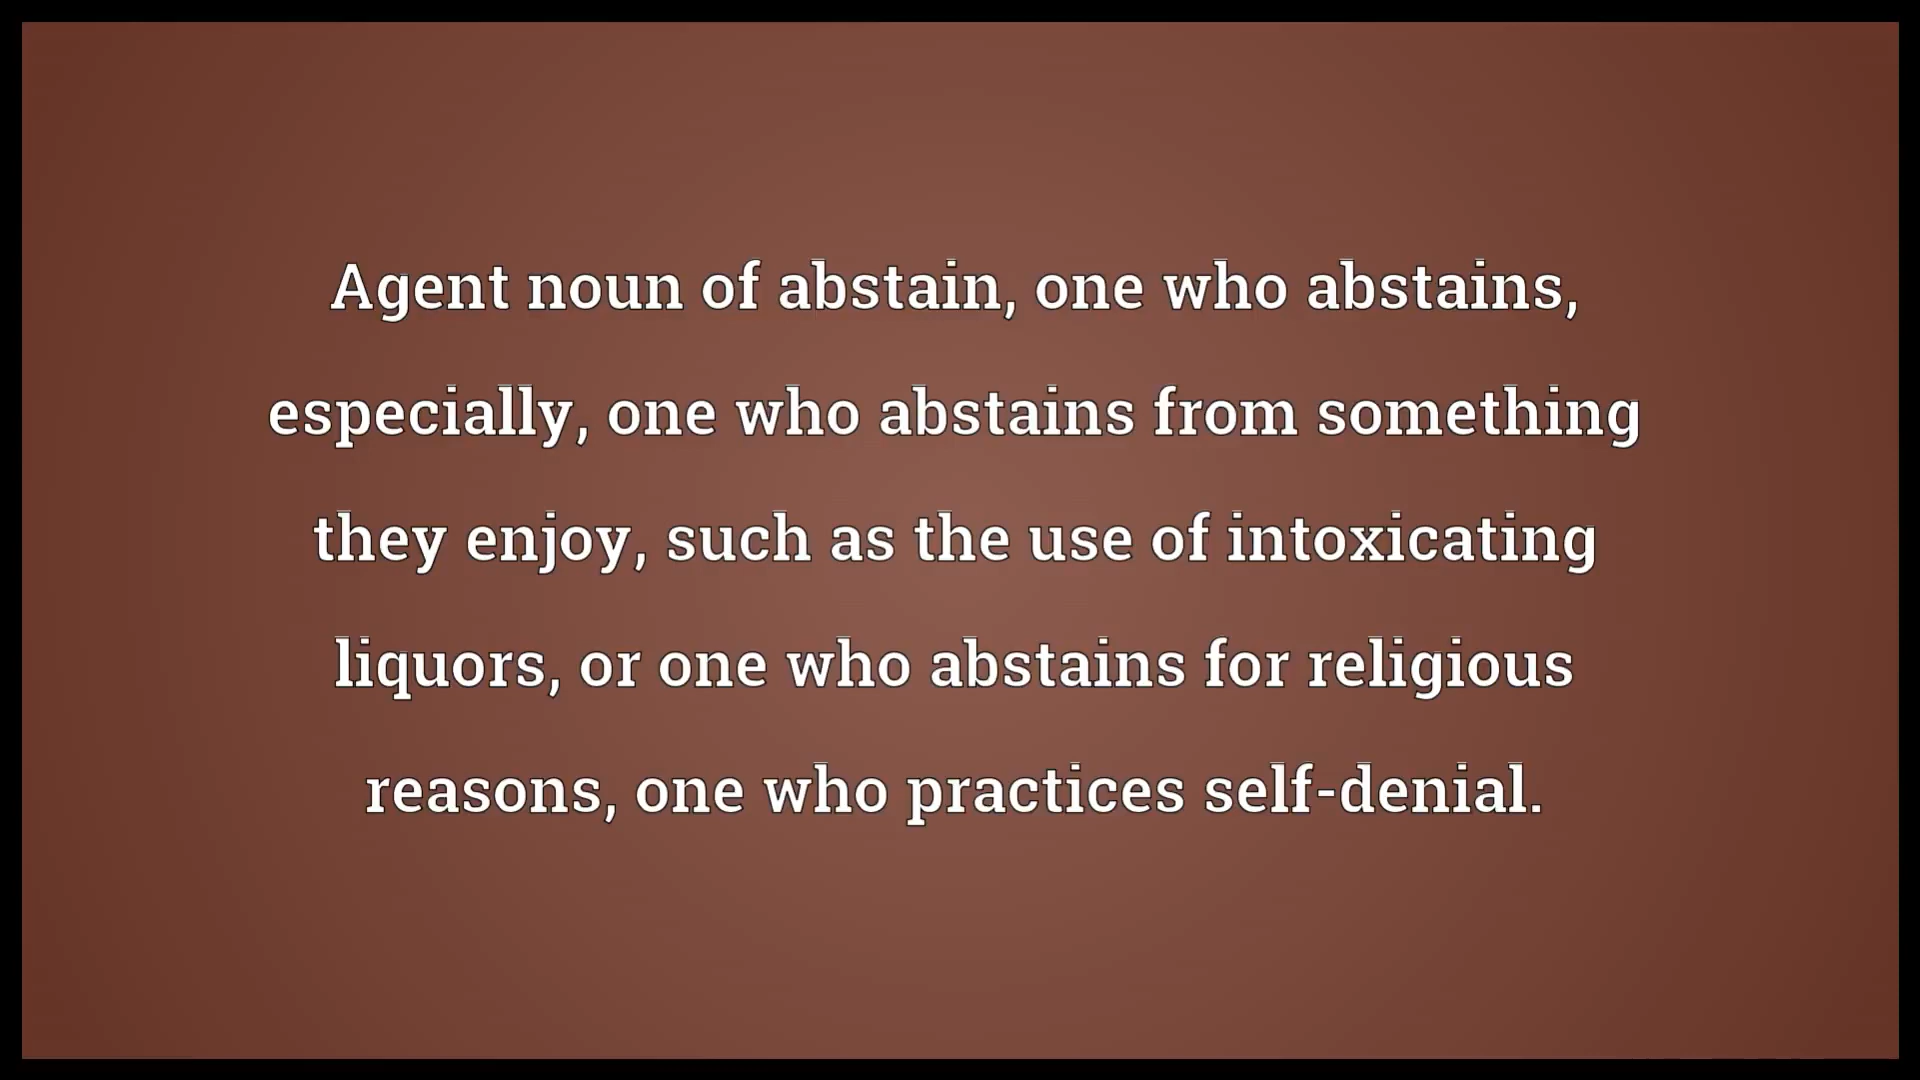 Agent noun of abstain, one who abstains,
especially, one who abstains from something
they enjoy, such as the use of intoxicating
liquors, or one who abstains for religious
reasons, one who practices self-denial.